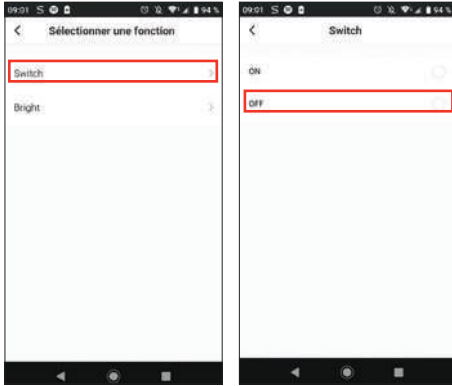 09:01 94 %
Sélectionner une fonction
Switch
Bright
09:01 94 %
Switch
ON
OFF